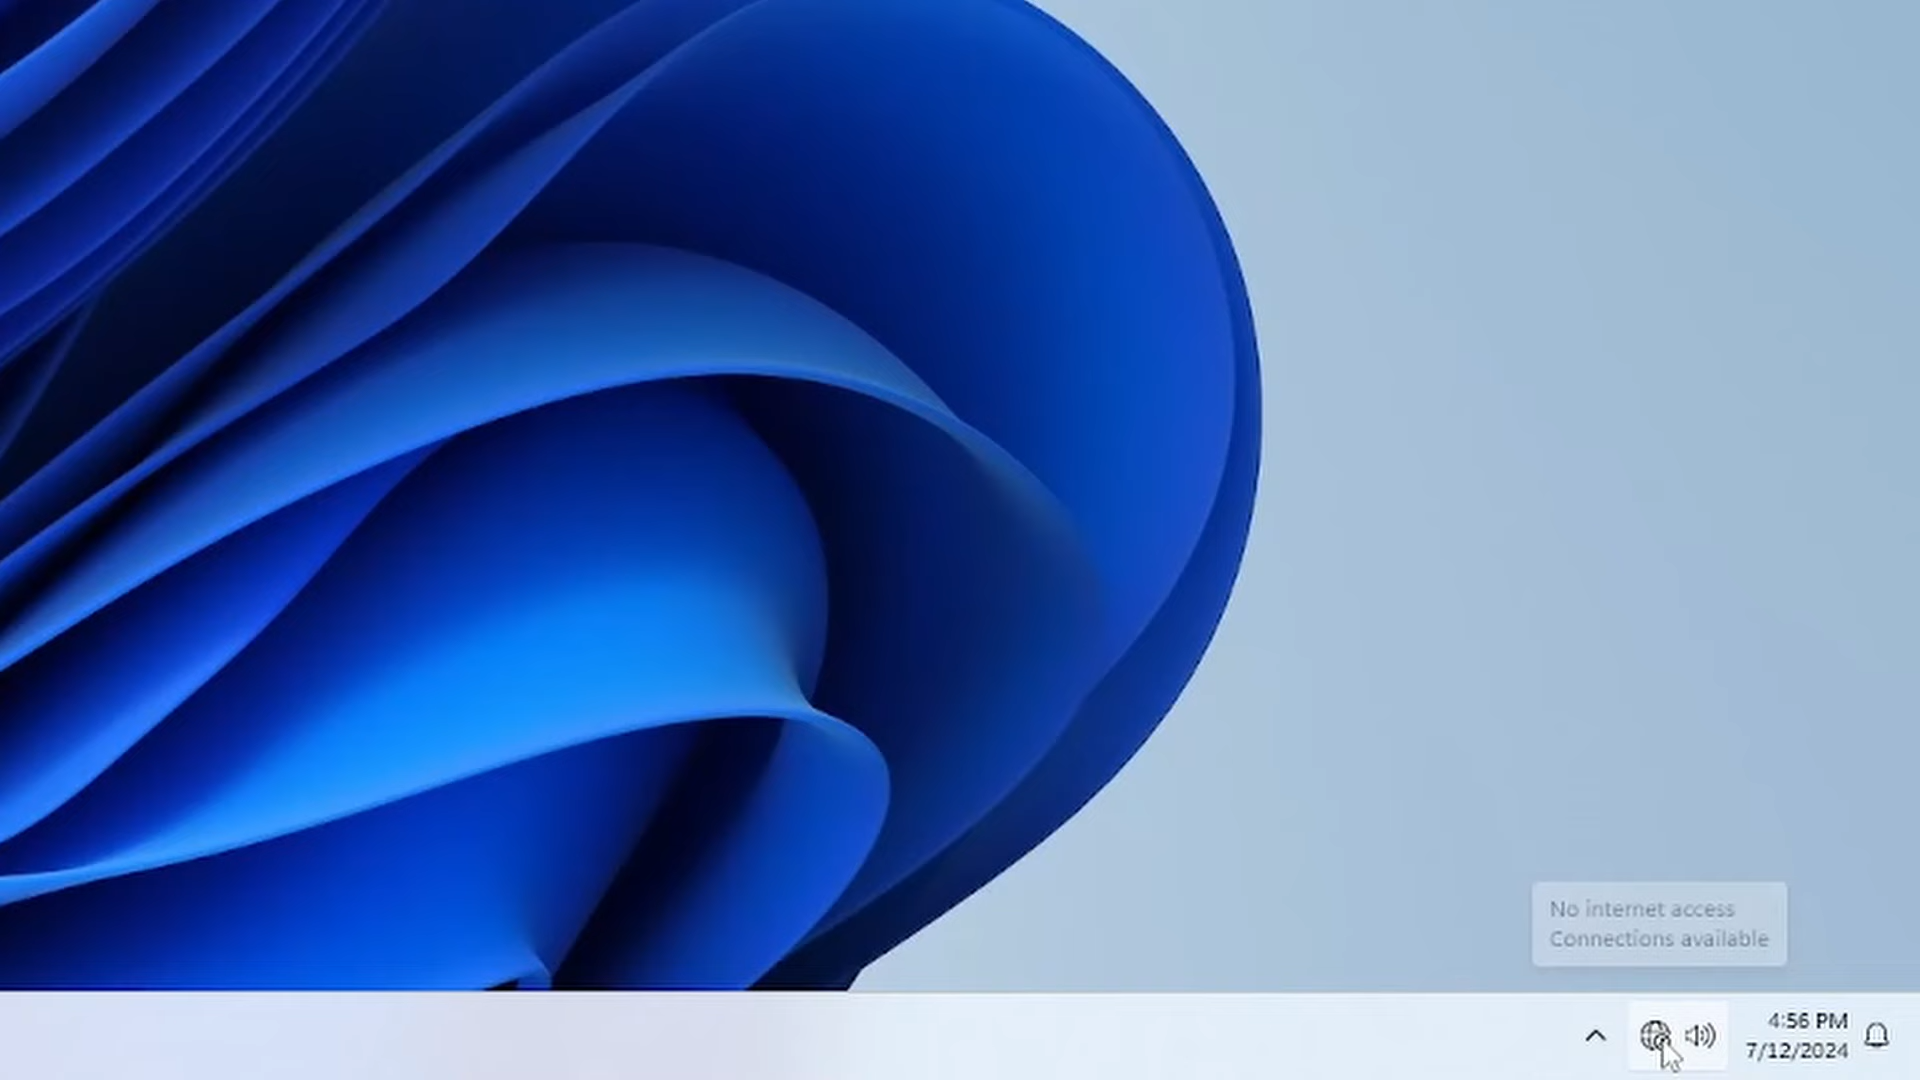 No internet access
Connections available
4:56 PM
7/12/2024